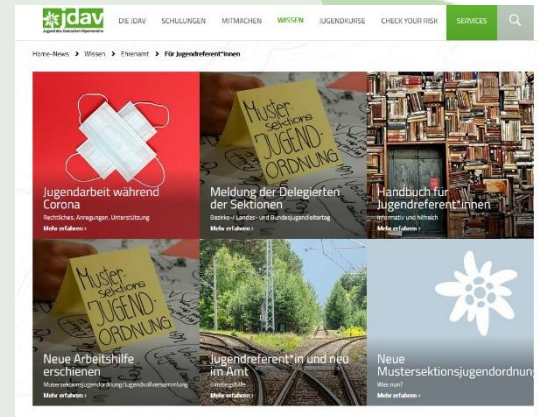 jdav
Jugend des Deutschen Alpenvereins
DIE JDAV SCHULUNGEN MITMACHEN WISSEN JUGENDKURSE CHECK YOUR RISK SERVICES
Home-News > Wissen > Ehrenamt > Für Jugendreferent*innen
Muster-
sektions
JUGEND-
ORDNUNG
Jugendarbeit während
Corona
Rechtliches, Anregungen, Unterstützung
Mehr erfahren ›
Meldung der Delegierten
der Sektionen
Bezirks-/ Landes- und Bundesjugendleitertag
Mehr erfahren ›
Handbuch für
Jugendreferent*innen
Informativ und hilfreich
Mehr erfahren ›
Muster-
sektions
JUGEND-
ORDNUNG
Neue Arbeitshilfe
erschienen
Mustersektionsjugendordnung/Jugendvollversammlung
Mehr erfahren ›
Jugendreferent*in und neu
im Amt
Einstiegshilfe
Mehr erfahren ›
Neue
Mustersektionsjugendordnung
Was nun?
Mehr erfahren ›